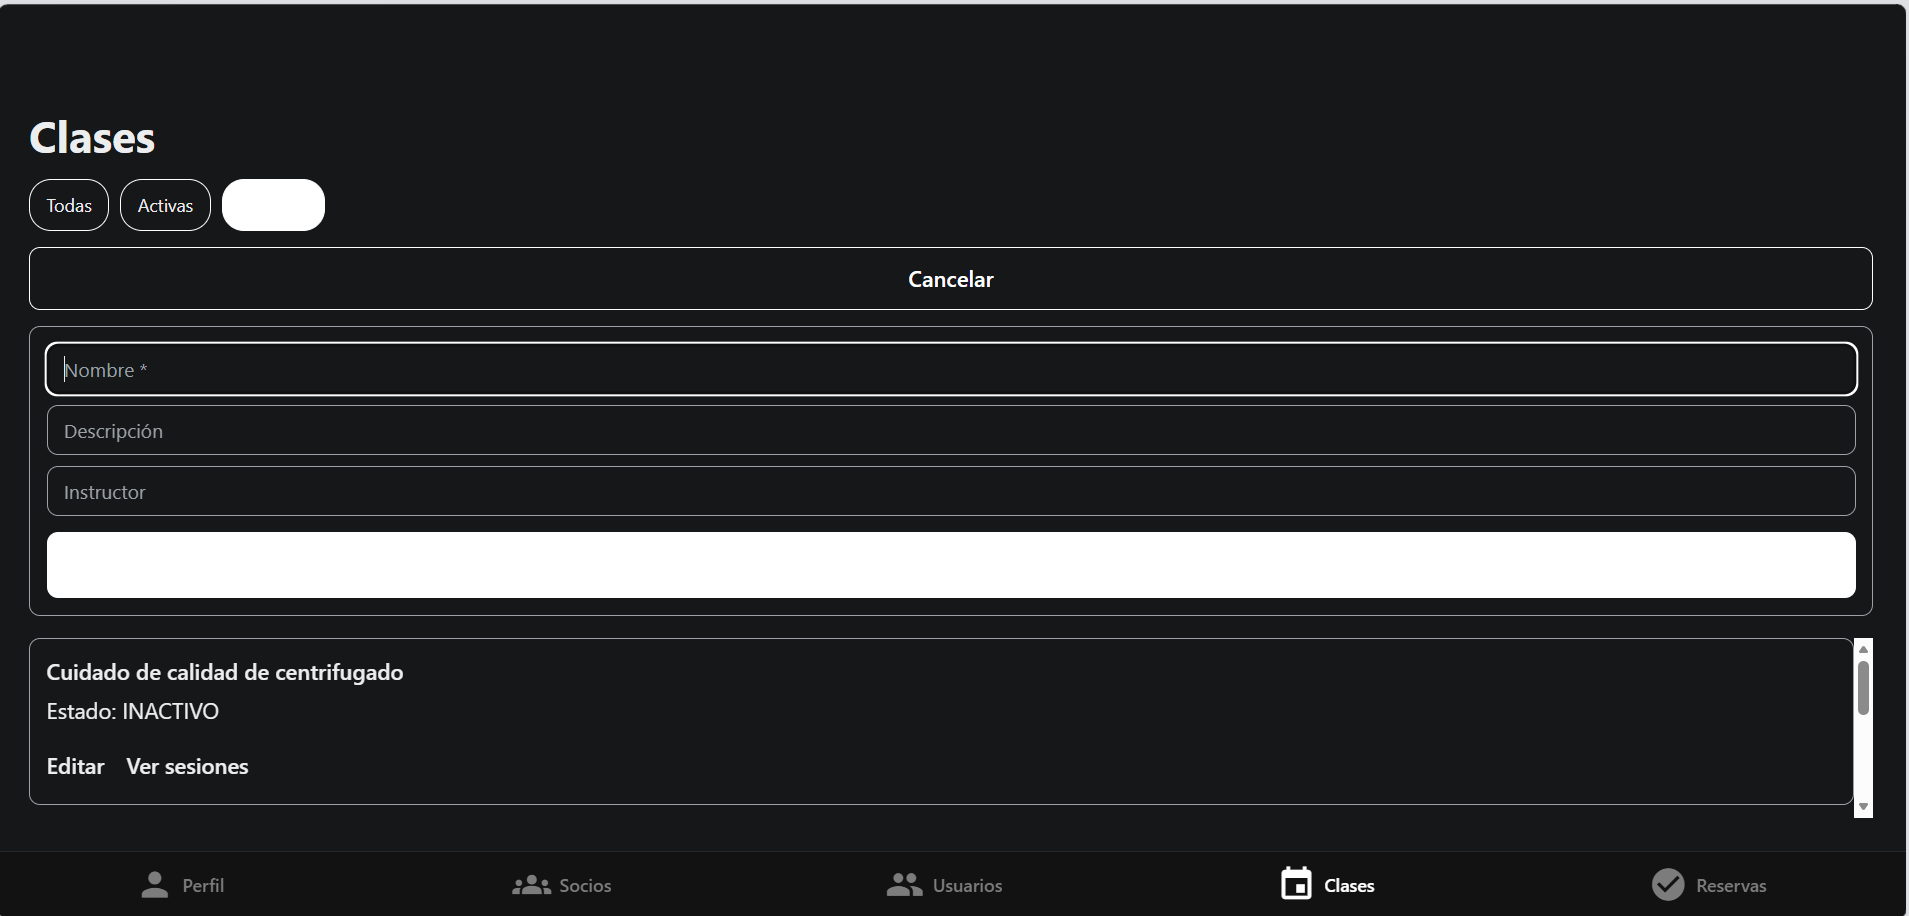 Clases
Todas
Activas
Cancelar
Nombre *
Descripción
Instructor
Cuidado de calidad de centrifugado
Estado: INACTIVO
Editar
Ver sesiones
Perfil
Socios
Usuarios
Clases
Reservas